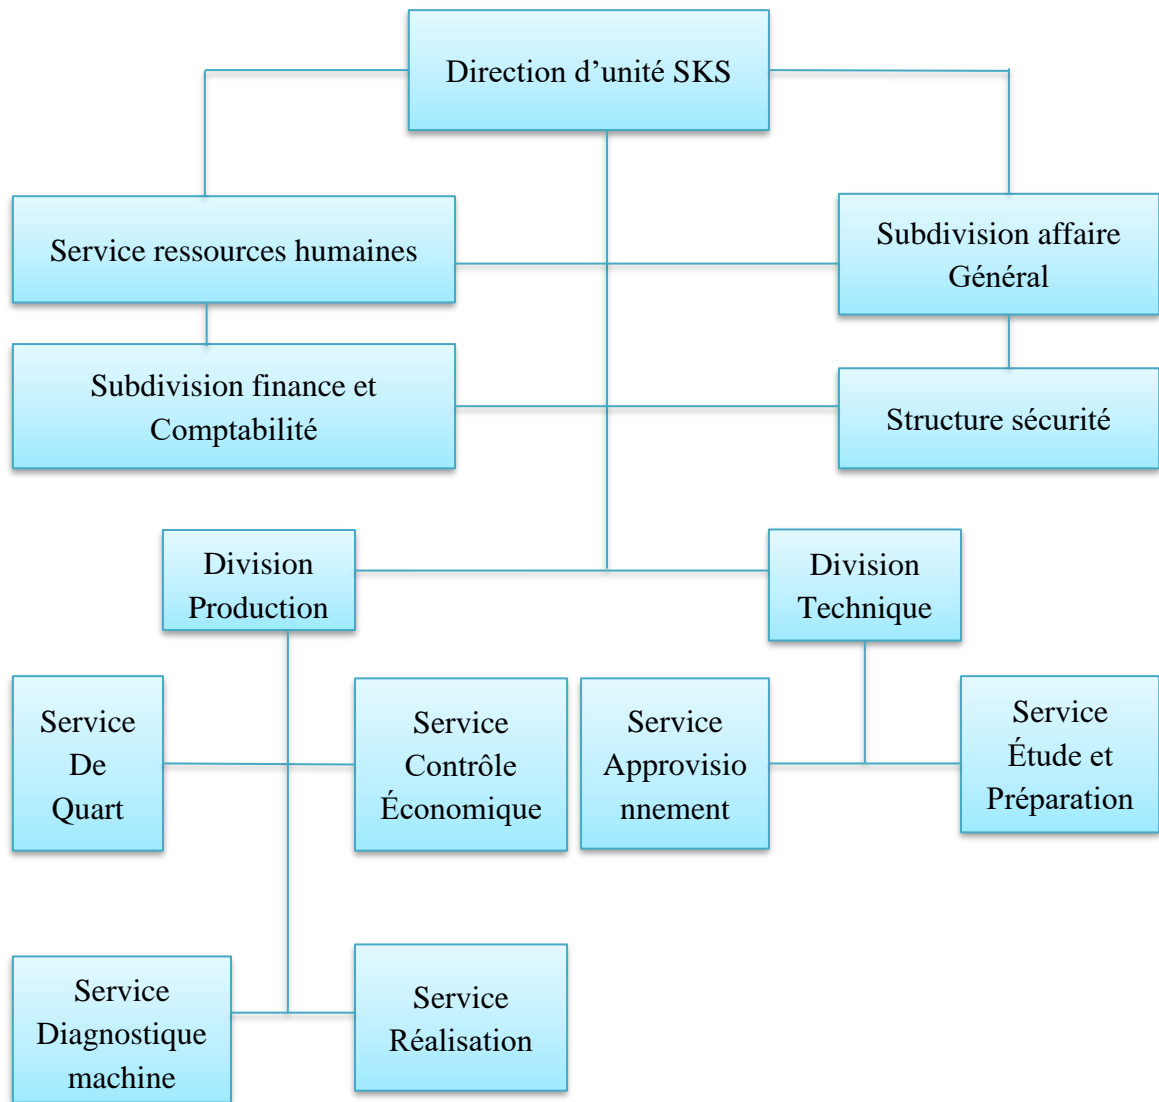 Direction d’unité SKS
Service ressources humaines
Subdivision affaire
Général
Subdivision finance et
Comptabilité
Structure sécurité
Division
Production
Division
Technique
Service
De
Quart
Service
Contrôle
Économique
Service
Approvisio
nnement
Service
Étude et
Préparation
Service
Diagnostique
machine
Service
Réalisation